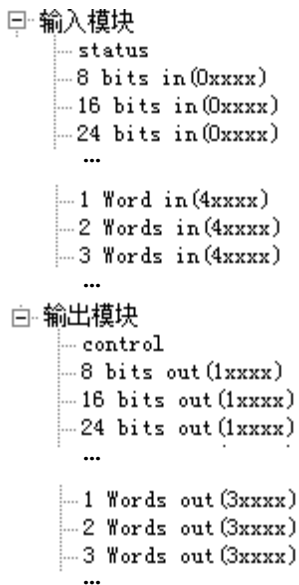 输入模块
status
8 bits in(0xxxx)
16 bits in(0xxxx)
24 bits in(0xxxx)
...
1 Word in(4xxxx)
2 Words in(4xxxx)
3 Words in(4xxxx)
...
输出模块
control
8 bits out(1xxxx)
16 bits out(1xxxx)
24 bits out(1xxxx)
...
1 Words out(3xxxx)
2 Words out(3xxxx)
3 Words out(3xxxx)
...